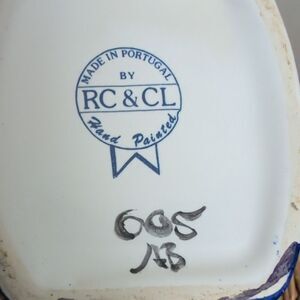 MADE IN PORTUGAL
BY
RC & CL
Hand Painted
605
AB